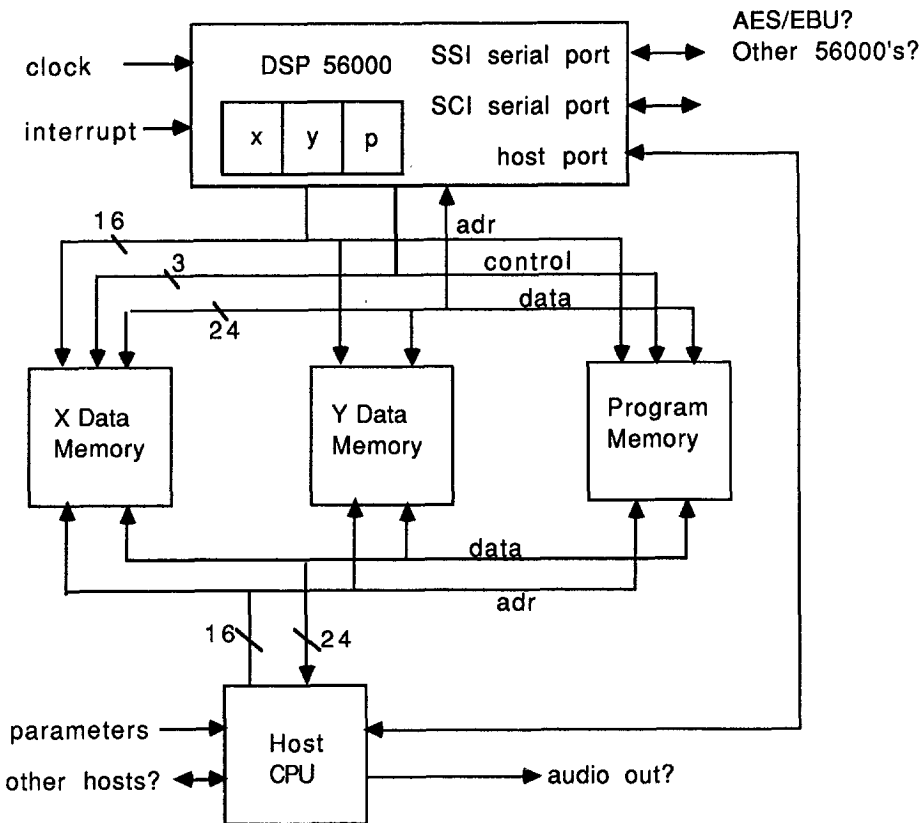 AES/EBU?
Other 56000's?
clock
DSP 56000
SSI serial port
SCI serial port
interrupt
x y p
host port
16
adr
3
control
24
data
X Data
Memory
Y Data
Memory
Program
Memory
data
adr
16
24
parameters
Host
CPU
other hosts?
audio out?